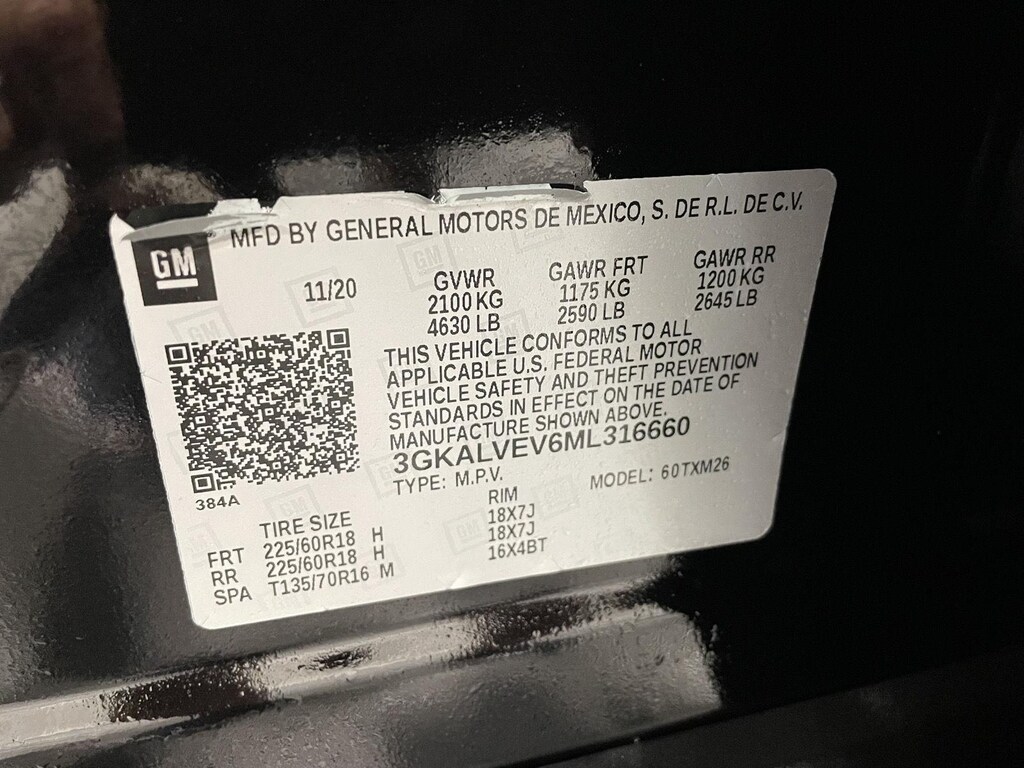 GM
MFD BY GENERAL MOTORS DE MEXICO, S. DE R.L. DE C.V.
11/20
GVWR GAWR FRT GAWR RR
2100 KG 1175 KG 1200 KG
4630 LB 2590 LB 2645 LB
THIS VEHICLE CONFORMS TO ALL
APPLICABLE U.S. FEDERAL MOTOR
VEHICLE SAFETY AND THEFT PREVENTION
STANDARDS IN EFFECT ON THE DATE OF
MANUFACTURE SHOWN ABOVE.
3GKALVEV6ML316660
TYPE: M.P.V. MODEL: 60TXM26
384A
TIRE SIZE RIM
FRT 225/60R18 H 18X7J
RR 225/60R18 H 18X7J
SPA T135/70R16 M 16X4BT